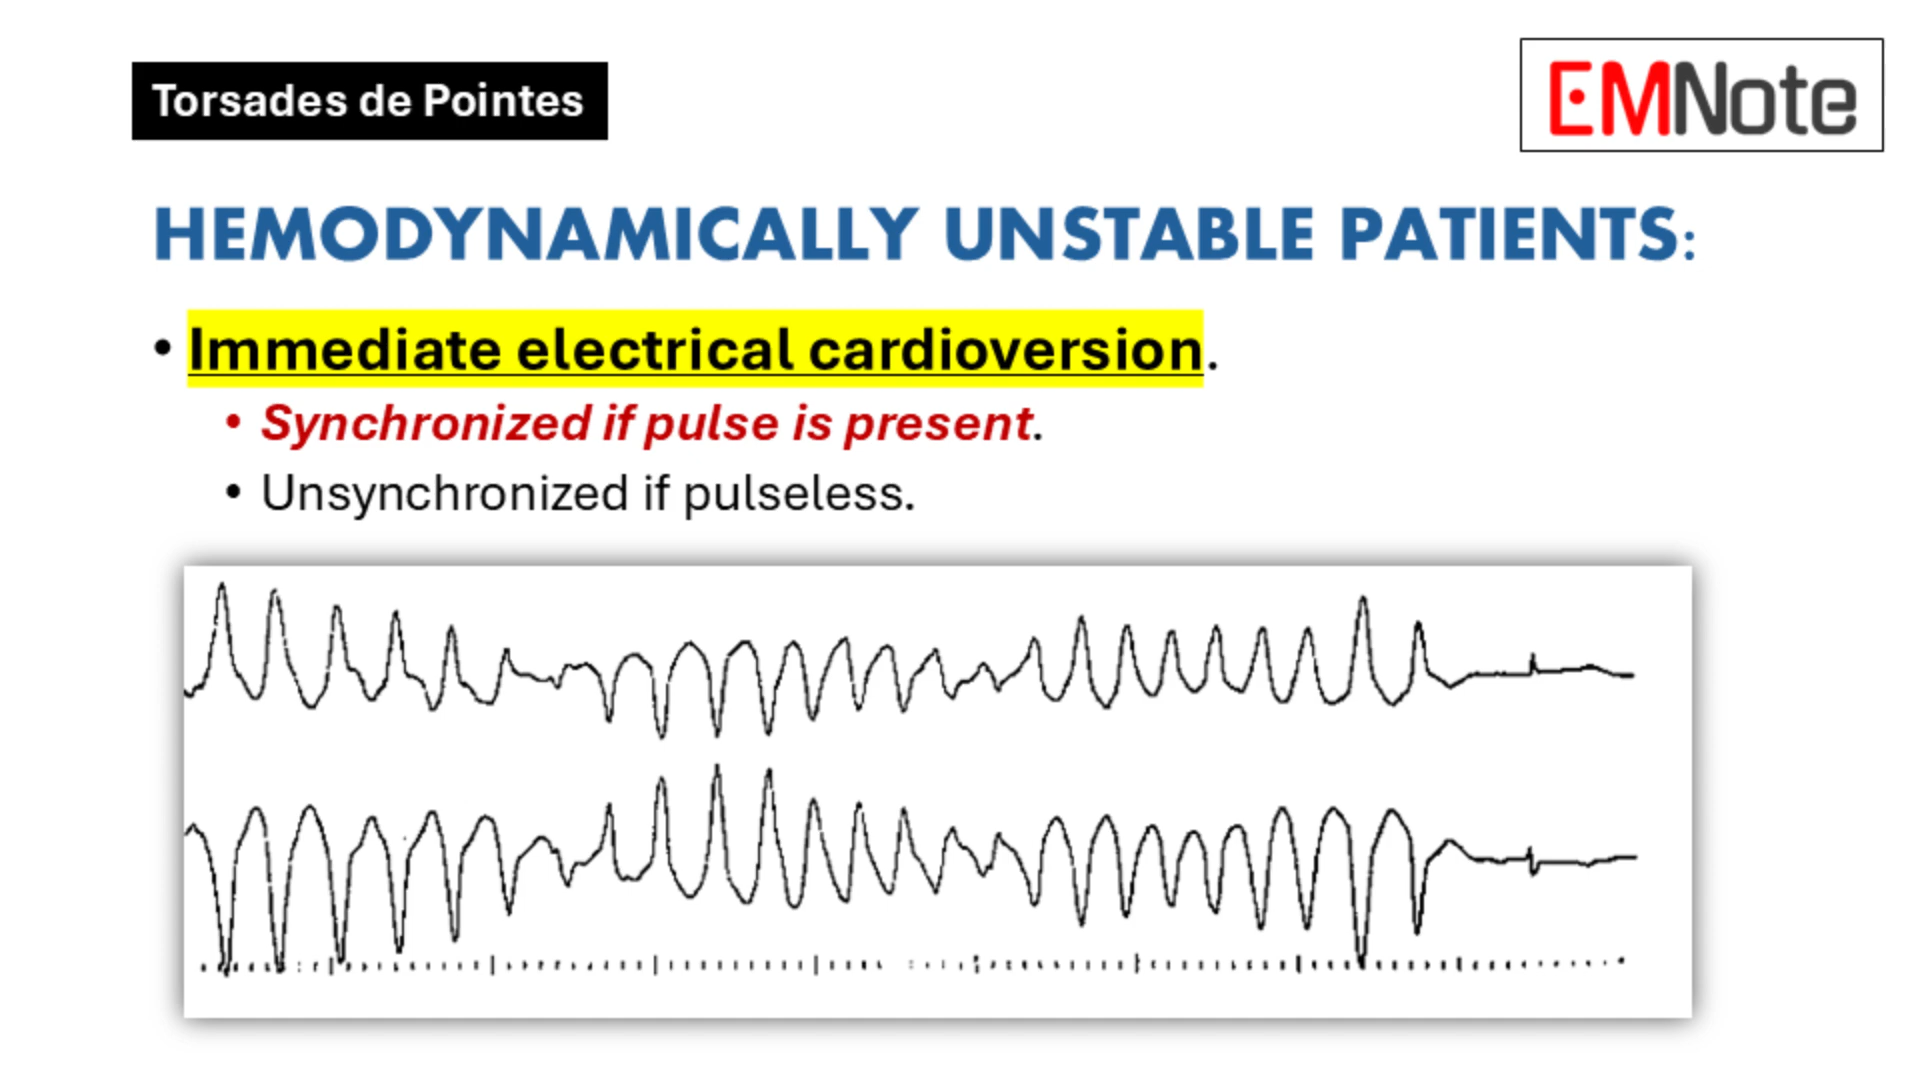 Torsades de Pointes
EMNote
HEMODYNAMICALLY UNSTABLE PATIENTS:
• Immediate electrical cardioversion.
• Synchronized if pulse is present.
• Unsynchronized if pulseless.